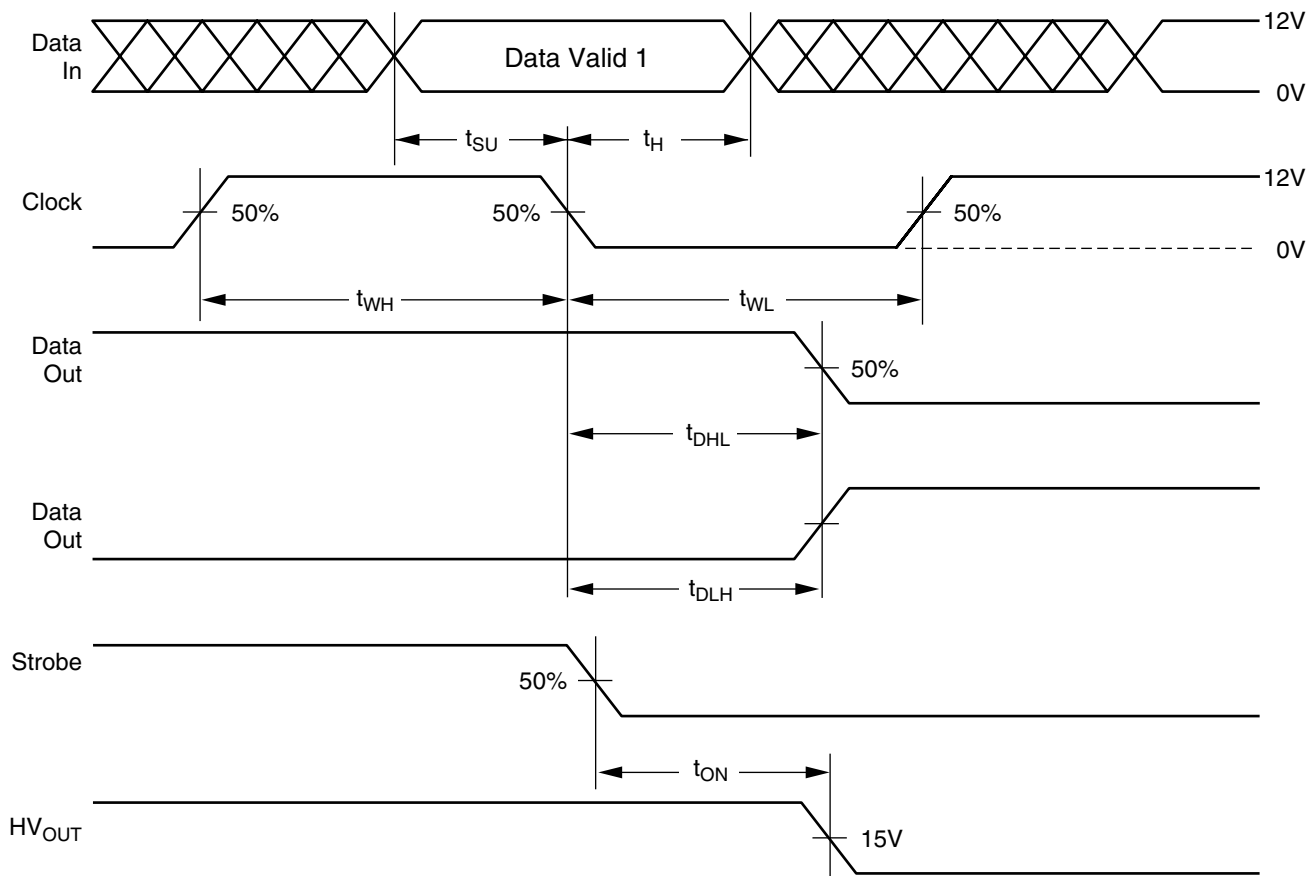 Data In
Data Valid 1
12V
0V
tSU
tH
Clock
50%
50%
50%
12V
0V
tWH
tWL
Data Out
50%
tDHL
Data Out
tDLH
Strobe
50%
tON
HVOUT
15V